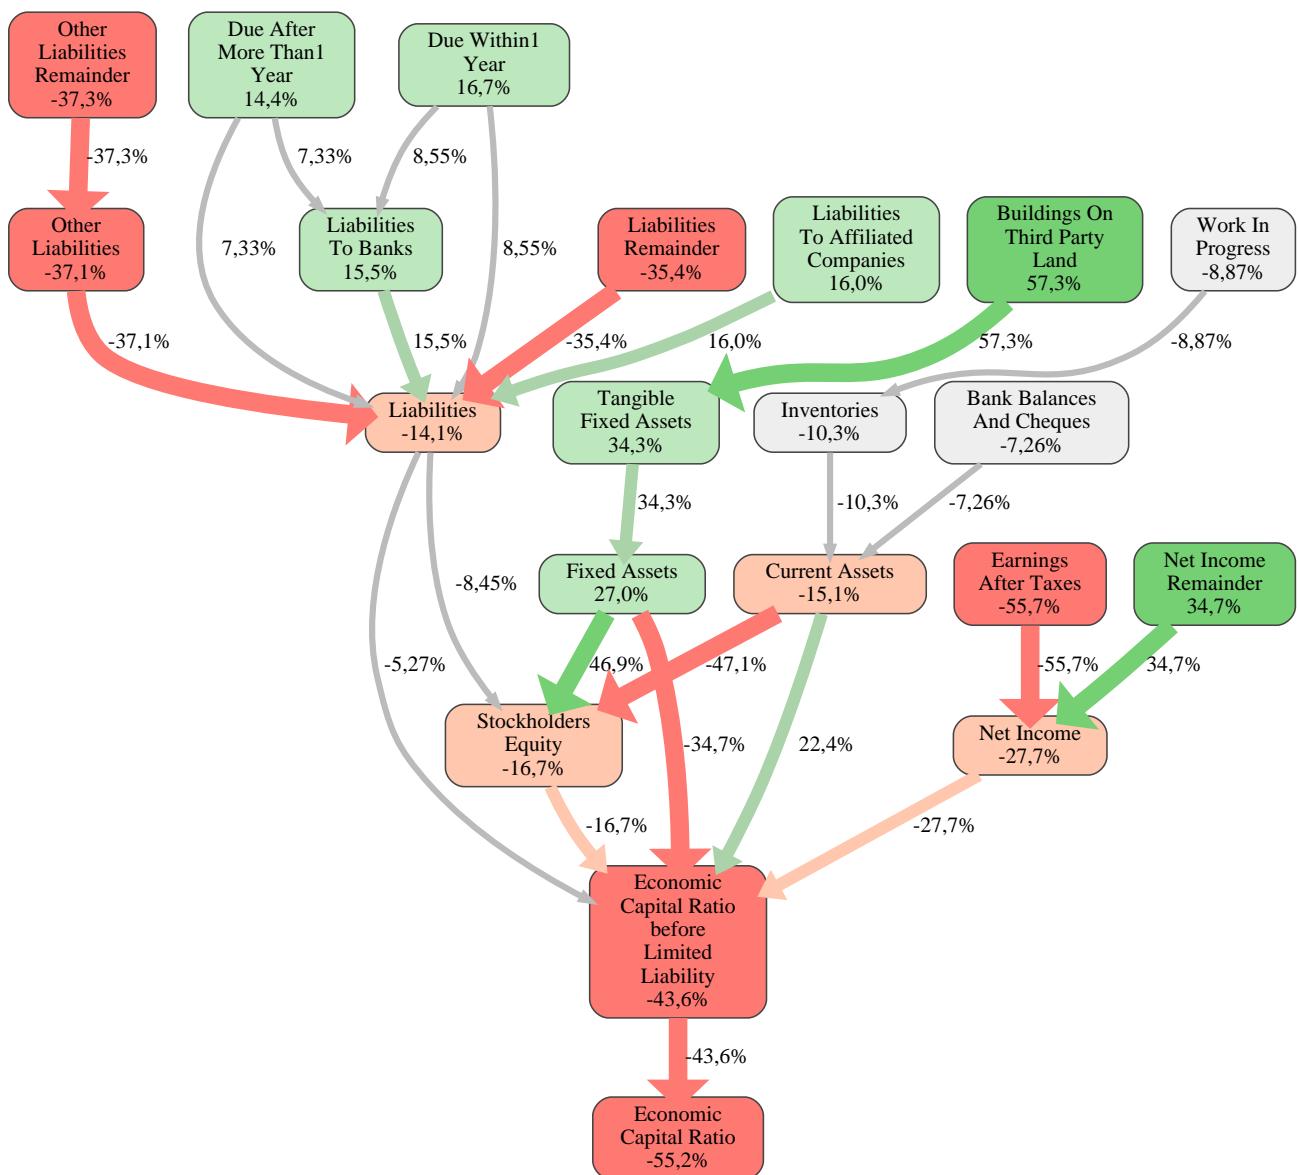 Other
Liabilities
Remainder
-37,3%
Due After
More Than1
Year
14,4%
Due Within1
Year
16,7%
-37,3%
7,33%
8,55%
Other
Liabilities
-37,1%
7,33%
Liabilities
To Banks
15,5%
8,55%
Liabilities
Remainder
-35,4%
Liabilities
To Affiliated
Companies
16,0%
Buildings On
Third Party
Land
57,3%
Work In
Progress
-8,87%
-37,1%
15,5%
-35,4%
16,0%
57,3%
-8,87%
Liabilities
-14,1%
Tangible
Fixed Assets
34,3%
Inventories
-10,3%
Bank Balances
And Cheques
-7,26%
34,3%
-10,3%
-7,26%
-8,45%
Fixed Assets
27,0%
Current Assets
-15,1%
Earnings
After Taxes
-55,7%
Net Income
Remainder
34,7%
-5,27%
46,9%
-47,1%
-55,7%
34,7%
Stockholders
Equity
-16,7%
-34,7%
22,4%
Net Income
-27,7%
-16,7%
-27,7%
Economic
Capital Ratio
before
Limited
Liability
-43,6%
-43,6%
Economic
Capital Ratio
-55,2%